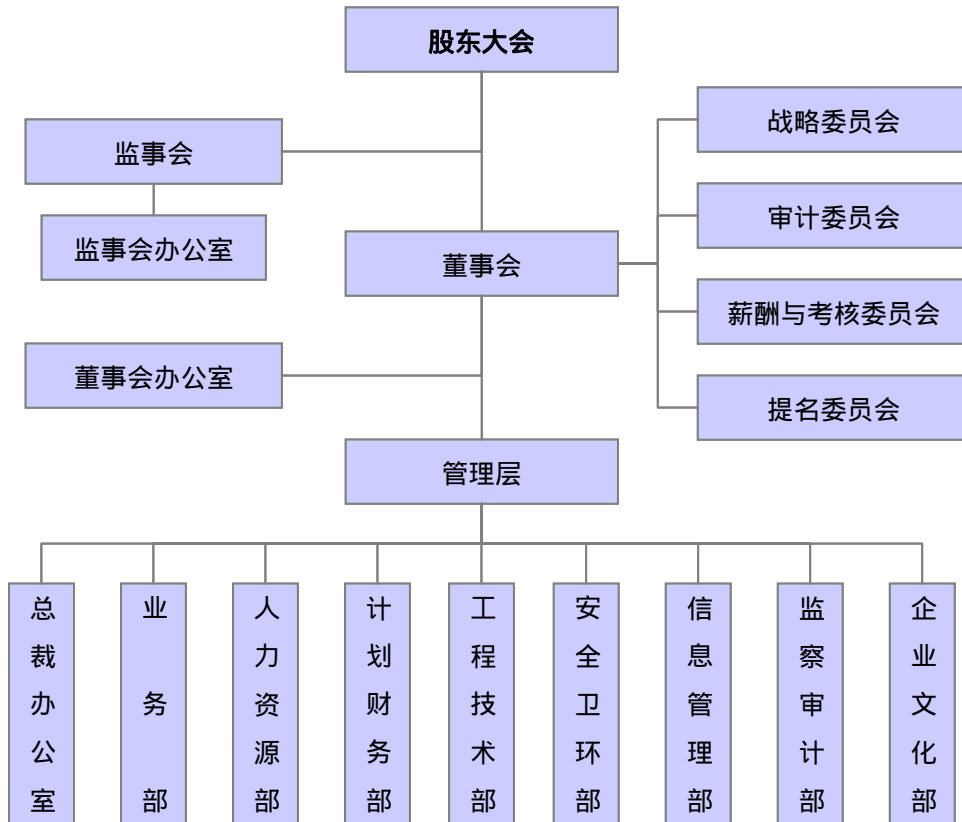 股东大会
战略委员会
监事会
审计委员会
监事会办公室
董事会
薪酬与考核委员会
董事会办公室
提名委员会
管理层
总裁办公室
业务部
人力资源部
计划财务部
工程技术部
安全卫环部
信息管理部
监察审计部
企业文化部